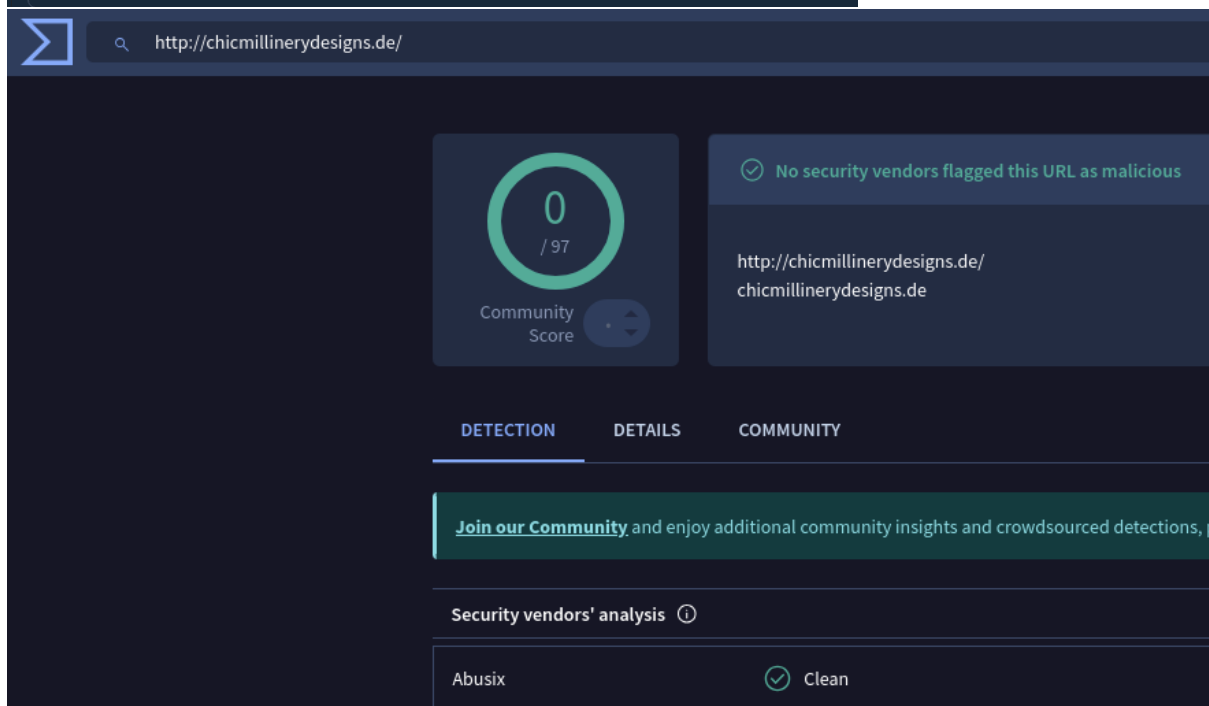 http://chicmillinerydesigns.de/
0
/ 97
Community
Score
No security vendors flagged this URL as malicious
http://chicmillinerydesigns.de/
chicmillinerydesigns.de
DETECTION DETAILS COMMUNITY
Join our Community and enjoy additional community insights and crowdsourced detections,
Security vendors' analysis
Abusix Clean